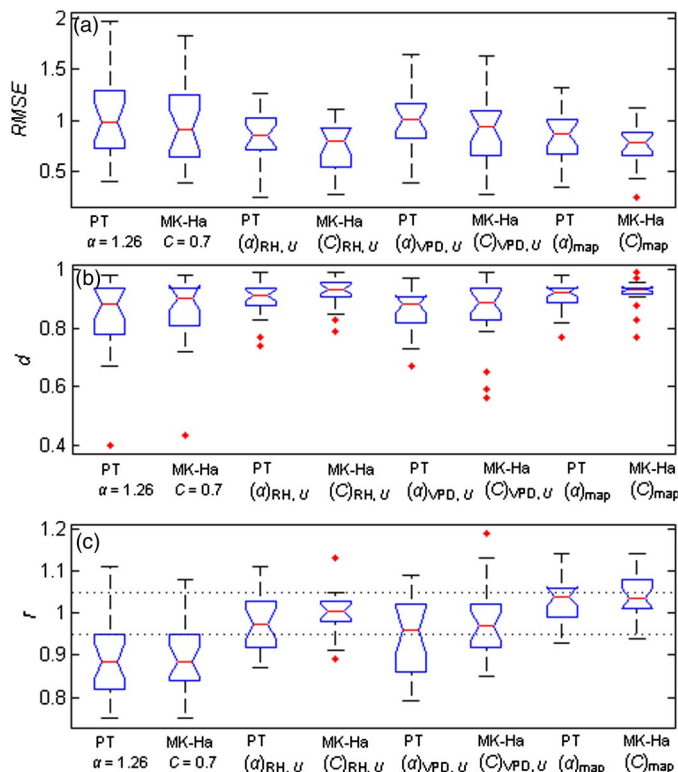 (a)
RMSE
2
1.5
1
0.5
PT MK-Ha PT MK-Ha PT MK-Ha PT MK-Ha
α = 1.26 C = 0.7 (α)RH, U (C)RH, U (α)VPD, U (C)VPD, U (α)map (C)map
(b)
d
1
0.8
0.6
0.4
PT MK-Ha PT MK-Ha PT MK-Ha PT MK-Ha
α = 1.26 C = 0.7 (α)RH, U (C)RH, U (α)VPD, U (C)VPD, U (α)map (C)map
(c)
r
1.2
1.1
1.0
0.9
0.8
PT MK-Ha PT MK-Ha PT MK-Ha PT MK-Ha
α = 1.26 C = 0.7 (α)RH, U (C)RH, U (α)VPD, U (C)VPD, U (α)map (C)map